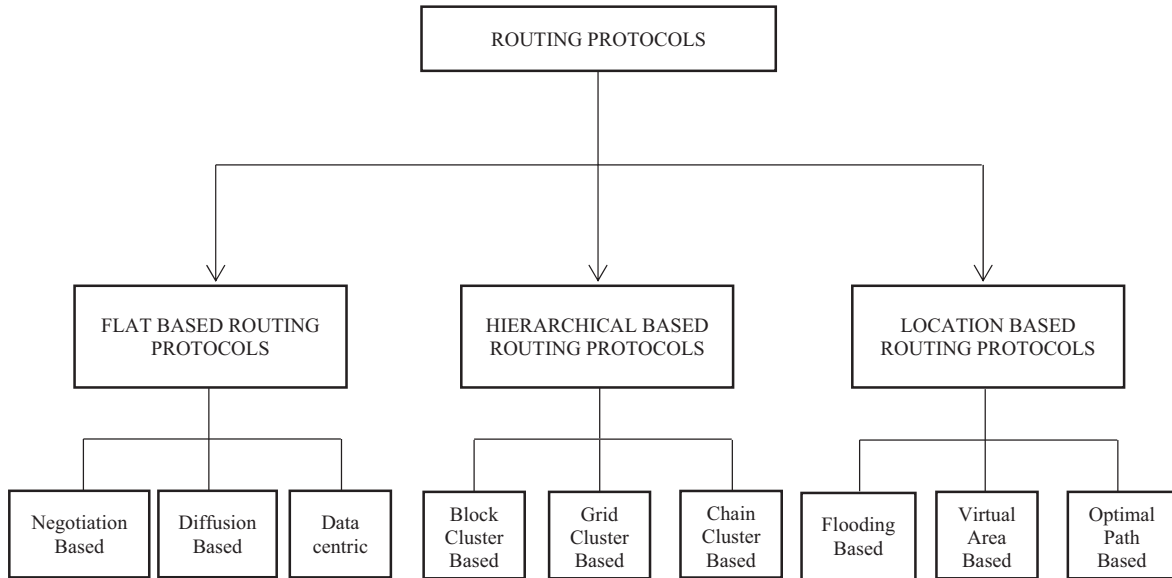 ROUTING PROTOCOLS
FLAT BASED ROUTING
PROTOCOLS
HIERARCHICAL BASED
ROUTING PROTOCOLS
LOCATION BASED
ROUTING PROTOCOLS
Negotiation
Based
Diffusion
Based
Data
centric
Block
Cluster
Based
Grid
Cluster
Based
Chain
Cluster
Based
Flooding
Based
Virtual
Area
Based
Optimal
Path
Based